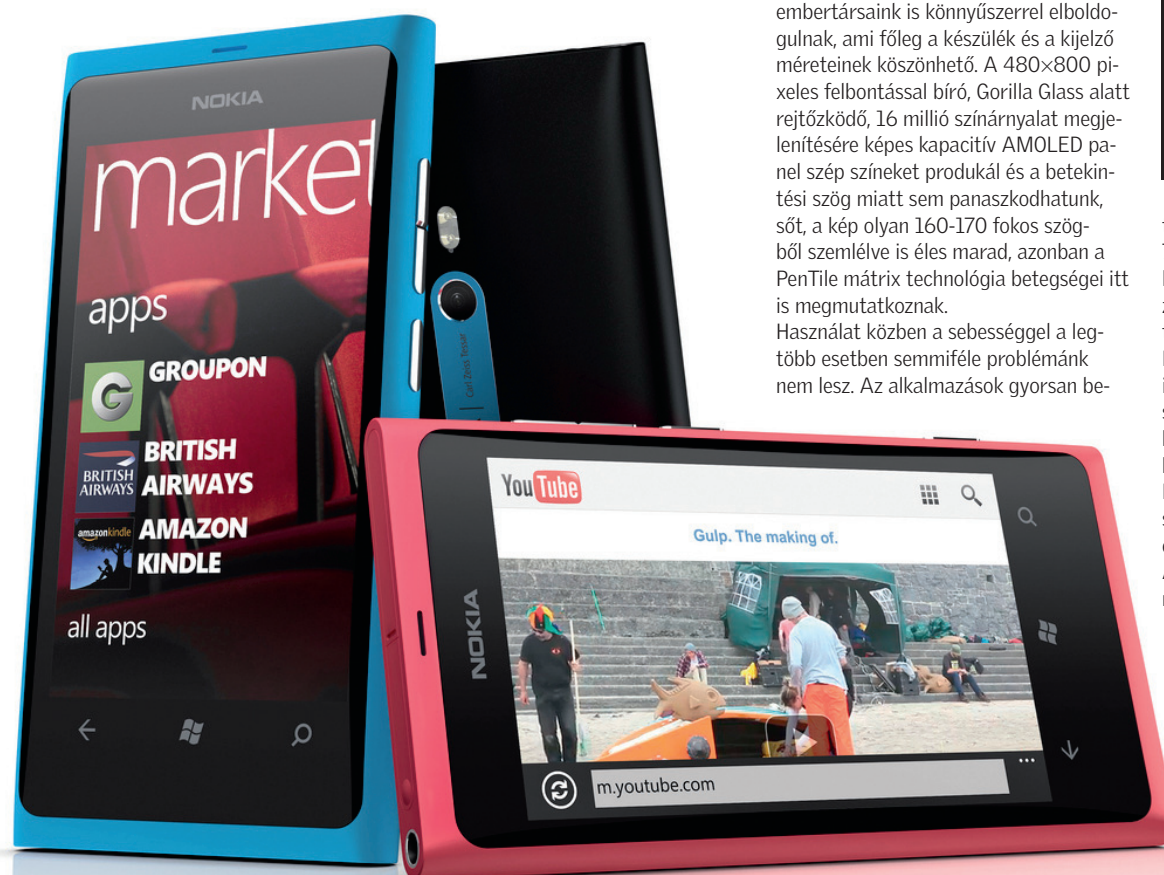 embertársaink is könnyűszerrel elboldo-
gulnak, ami főleg a készülék és a kijelző
méreteinek köszönhető. A 480×800 pi-
xeles felbontással bíró, Gorilla Glass alatt
rejtőzködő, 16 millió színárnyalat megje-
lenítésére képes kapacitív AMOLED pa-
nel szép színeket produkál és a betekin-
tési szög miatt sem panaszkodhatunk,
sőt, a kép olyan 160-170 fokos szög-
ből szemlélve is éles marad, azonban a
PenTile mátrix technológia betegségei itt
is megmutatkoznak.
Használat közben a sebességgel a leg-
több esetben semmiféle problémánk
nem lesz. Az alkalmazások gyorsan be-
NOKIA
market
apps
GROUPON
G
BRITISH
AIRWAYS
BRITISH
AIRWAYS
amazonkindle
AMAZON
KINDLE
all apps
Carl Zeiss Tessar
NOKIA
YouTube
Gulp. The making of.
m.youtube.com